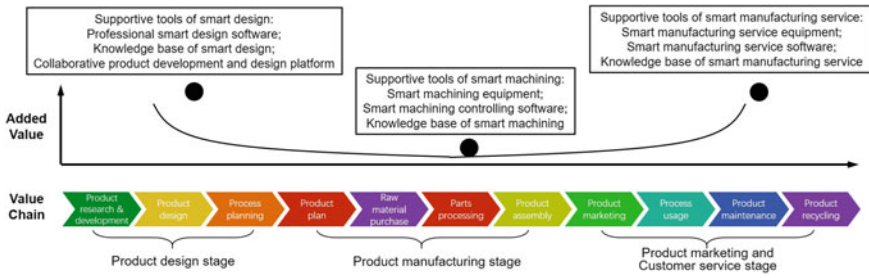 Supportive tools of smart design:
Professional smart design software;
Knowledge base of smart design;
Collaborative product development and design platform
Supportive tools of smart machining:
Smart machining equipment;
Smart machining controlling software;
Knowledge base of smart machining
Supportive tools of smart manufacturing service:
Smart manufacturing service equipment;
Smart manufacturing service software;
Knowledge base of smart manufacturing service
Added
Value
Value
Chain
Product
research &
development
Product
design
Process
planning
Product
plan
Raw
material
purchase
Parts
processing
Product
assembly
Product
marketing
Process
usage
Product
maintenance
Product
recycling
Product design stage
Product manufacturing stage
Product marketing and
Customer service stage